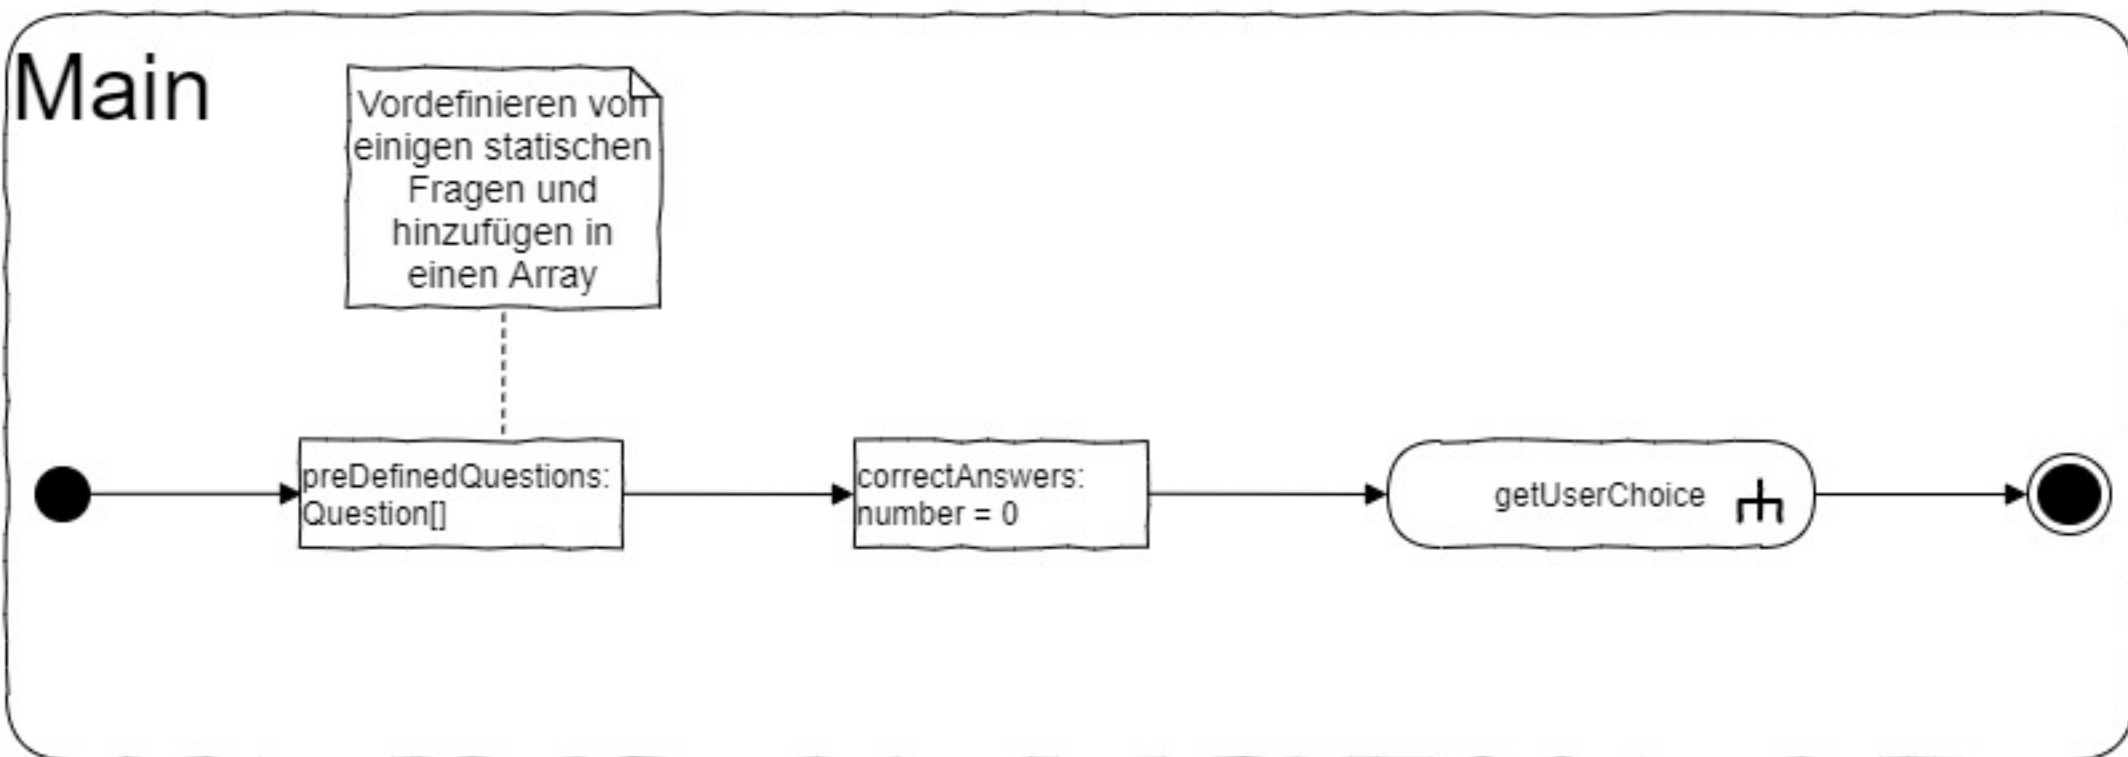 Main
Vordefinieren von
einigen statischen
Fragen und
hinzufügen in
einen Array
preDefinedQuestions:
Question[]
correctAnswers:
number = 0
getUserChoice